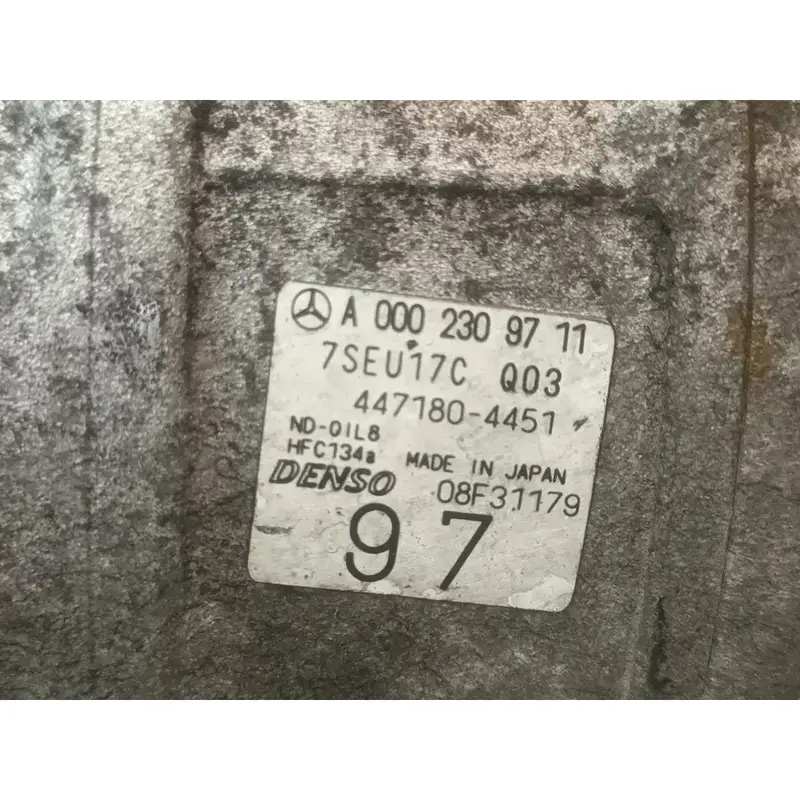 A 000 230 97 11
7SEU17C Q03
447180-4451
ND-OIL8
HFC134a MADE IN JAPAN
DENSO 08F31179
97